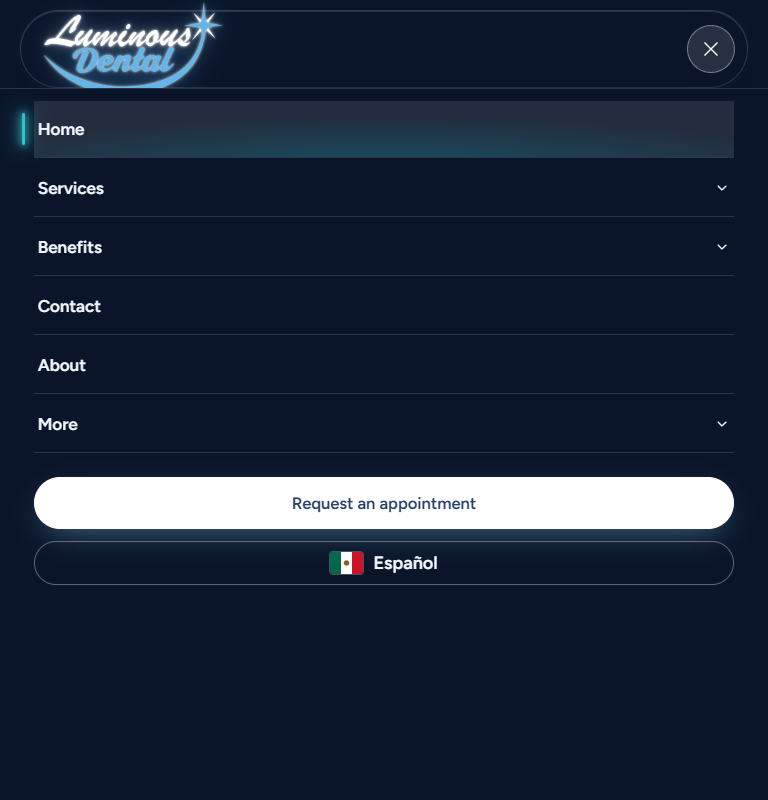 Luminous
Dental
Home
Services
Benefits
Contact
About
More
Request an appointment
Español